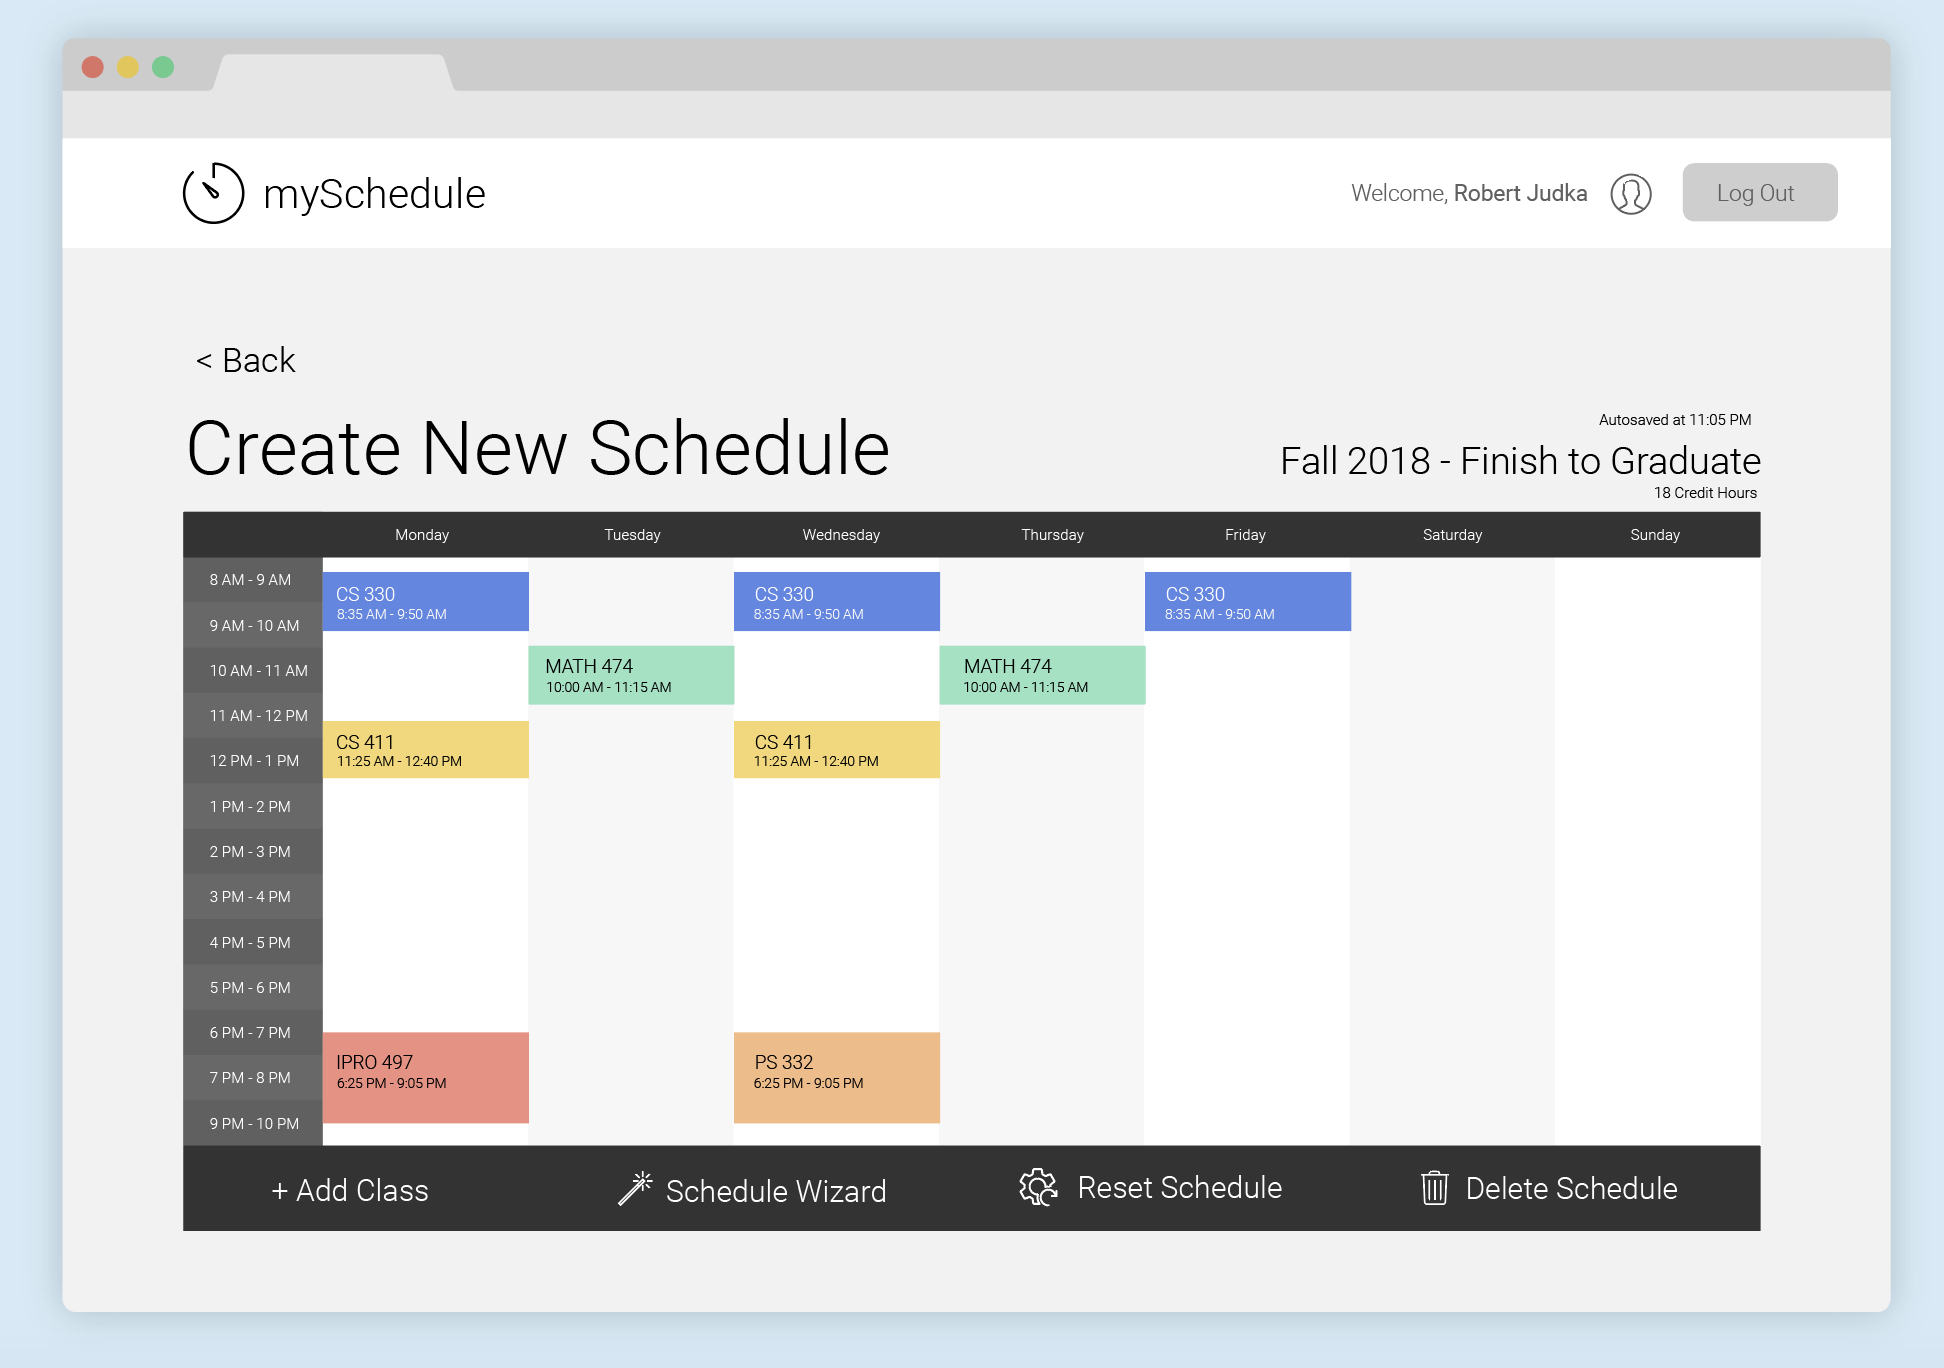 mySchedule
Welcome, Robert Judka
Log Out
< Back
Create New Schedule
Autosaved at 11:05 PM
Fall 2018 - Finish to Graduate
18 Credit Hours
Monday Tuesday Wednesday Thursday Friday Saturday Sunday
8 AM - 9 AM
CS 330
8:35 AM - 9:50 AM
CS 330
8:35 AM - 9:50 AM
CS 330
8:35 AM - 9:50 AM
9 AM - 10 AM
10 AM - 11 AM
MATH 474
10:00 AM - 11:15 AM
MATH 474
10:00 AM - 11:15 AM
11 AM - 12 PM
CS 411
11:25 AM - 12:40 PM
CS 411
11:25 AM - 12:40 PM
12 PM - 1 PM
1 PM - 2 PM
2 PM - 3 PM
3 PM - 4 PM
4 PM - 5 PM
5 PM - 6 PM
6 PM - 7 PM
IPRO 497
6:25 PM - 9:05 PM
PS 332
6:25 PM - 9:05 PM
7 PM - 8 PM
9 PM - 10 PM
+ Add Class
Schedule Wizard
Reset Schedule
Delete Schedule